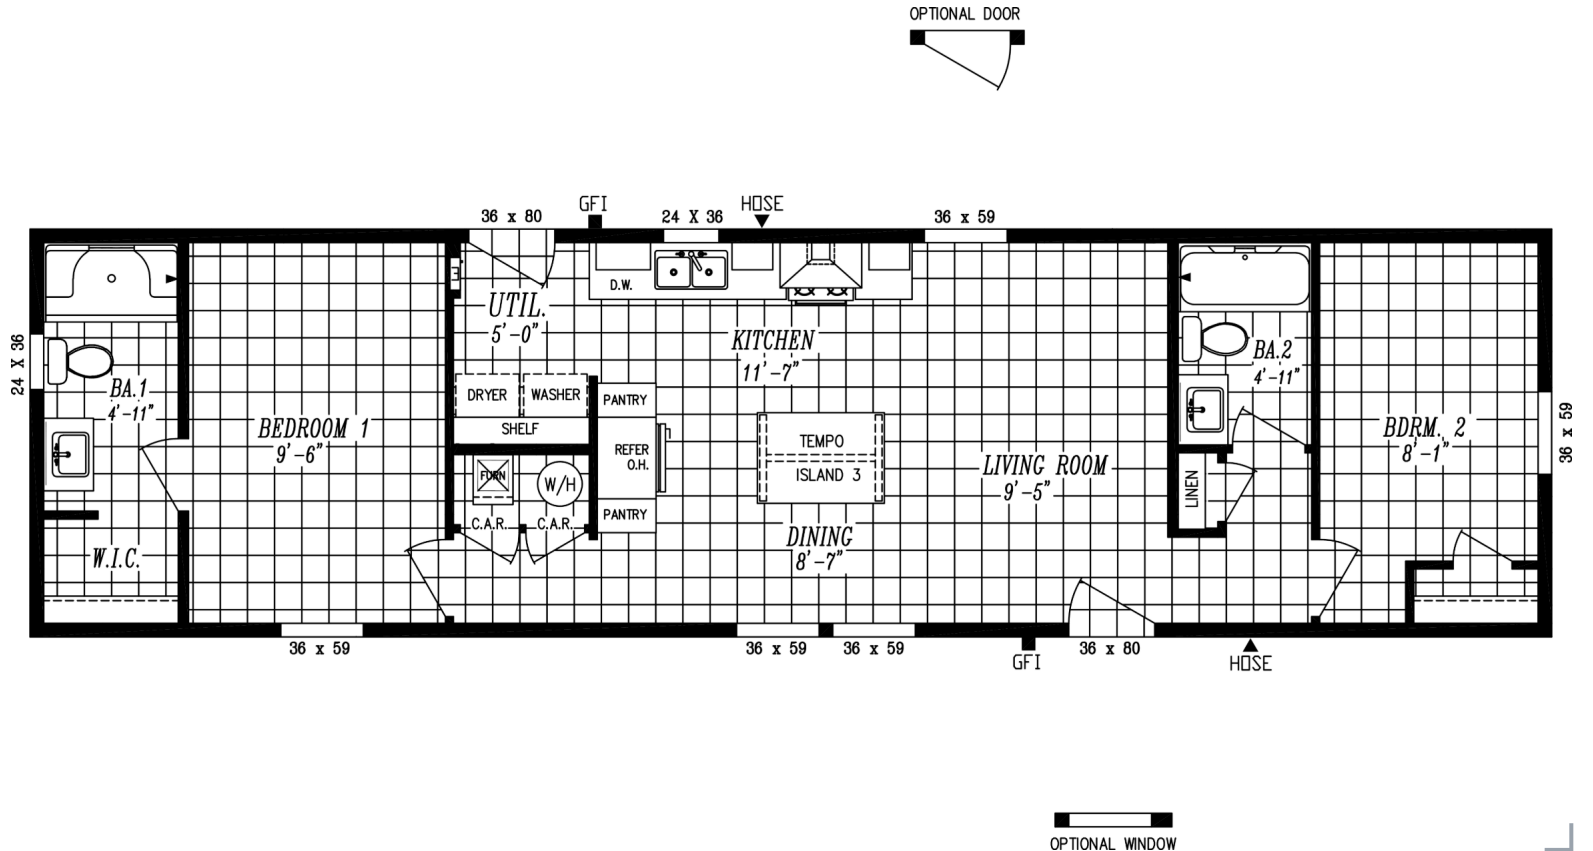 OPTIONAL DOOR
36 x 80
GFI
24 X 36
HOSE
36 x 59
D.W.
UTIL.
5'-0"
KITCHEN
11'-7"
24 X 36
BA.1
4'-11"
BA.2
4'-11"
DRYER
WASHER
PANTRY
SHELF
BEDROOM 1
9'-6"
REFER
O.H.
TEMPO
ISLAND 3
LIVING ROOM
9'-5"
BDRM. 2
8'-1"
36 x 59
FURN
W/H
LINEN
C.A.R.
C.A.R.
PANTRY
DINING
8'-7"
W.I.C.
36 x 59
36 x 59
36 x 59
GFI
36 x 80
HOSE
OPTIONAL WINDOW